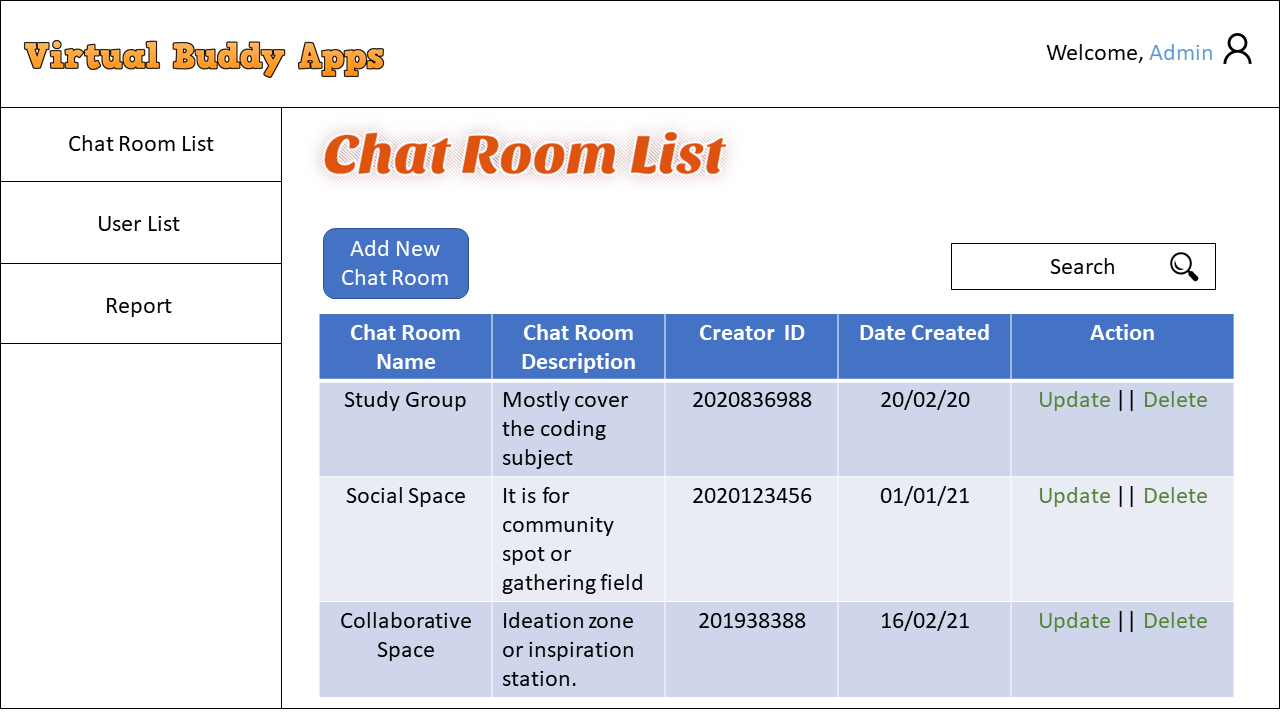 Virtual Buddy Apps
Welcome, Admin
Chat Room List
User List
Report
Chat Room List
Add New
Chat Room
Search
Chat Room Name | Chat Room Description | Creator  ID | Date Created | Action
Study Group | Mostly cover the coding subject | 2020836988 | 20/02/20 | Update || Delete
Social Space | It is for community spot or gathering field | 2020123456 | 01/01/21 | Update || Delete
Collaborative Space | Ideation zone or inspiration station. | 201938388 | 16/02/21 | Update || Delete